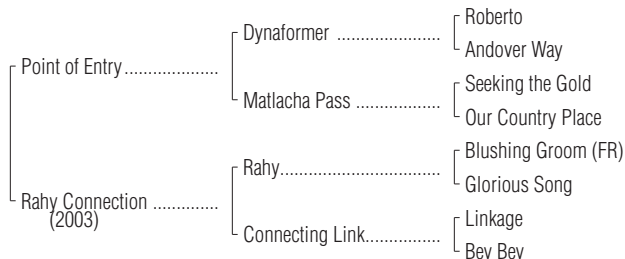 Roberto
Dynaformer ......................
Andover Way
Point of Entry....................
Seeking the Gold
Matlacha Pass ..................
Our Country Place
Blushing Groom (FR)
Rahy..................................
Glorious Song
Rahy Connection ..............
(2003)
Linkage
Connecting Link................
Bev Bev